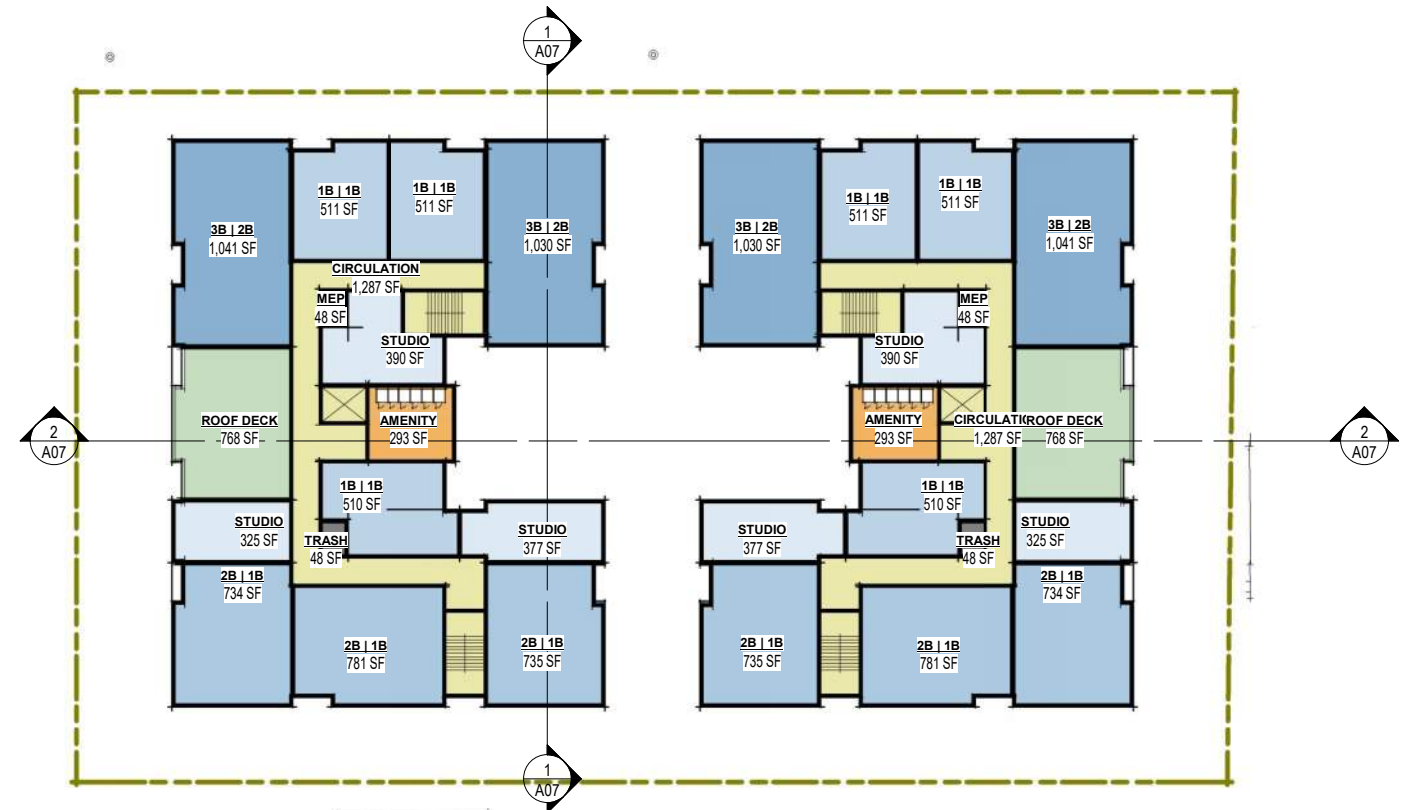 1
A07
1B | 1B
511 SF
1B | 1B
511 SF
1B | 1B
511 SF
1B | 1B
511 SF
3B | 2B
1,041 SF
3B | 2B
1,030 SF
3B | 2B
1,030 SF
3B | 2B
1,041 SF
CIRCULATION
1,287 SF
MEP
48 SF
MEP
48 SF
STUDIO
390 SF
STUDIO
390 SF
2
A07
ROOF DECK
768 SF
AMENITY
293 SF
AMENITY
293 SF
CIRCULATI
1,287 SF
ROOF DECK
768 SF
2
A07
1B | 1B
510 SF
1B | 1B
510 SF
STUDIO
325 SF
TRASH
48 SF
STUDIO
377 SF
STUDIO
377 SF
TRASH
48 SF
STUDIO
325 SF
2B | 1B
734 SF
2B | 1B
734 SF
2B | 1B
781 SF
2B | 1B
735 SF
2B | 1B
735 SF
2B | 1B
781 SF
1
A07